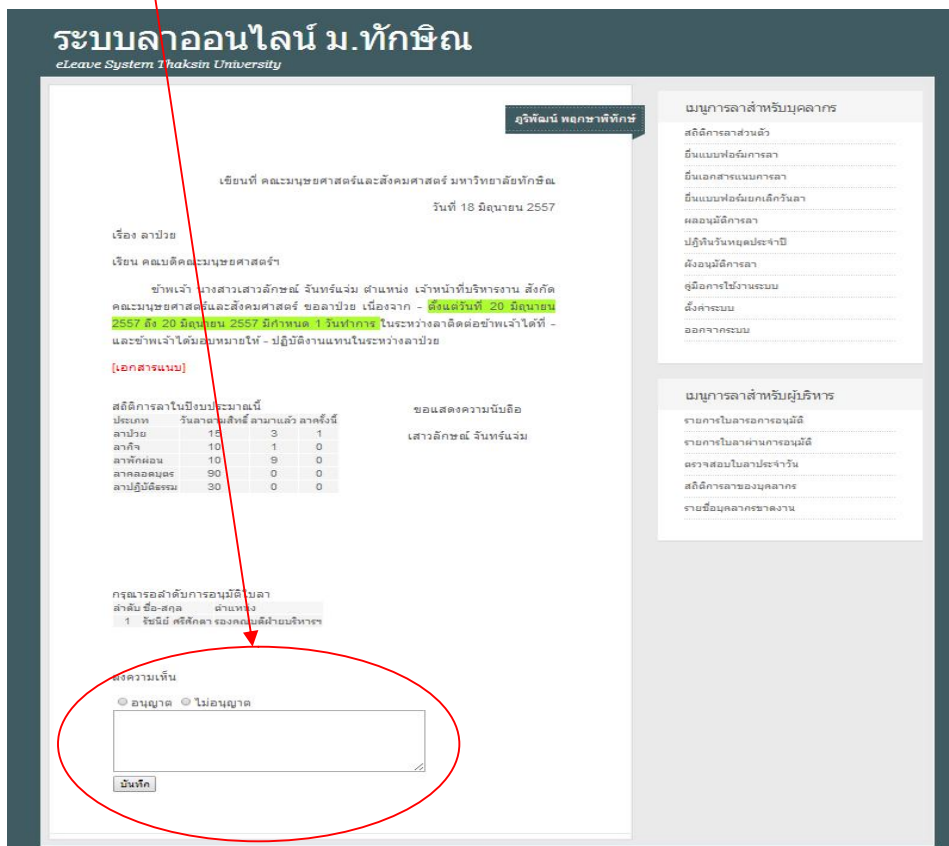 ระบบลาออนไลน์ ม.ทักษิณ
eLeave System Thaksin University
ภูริพัฒน์ พฤกษาพิทักษ์
เขียนที่ คณะมนุษยศาสตร์และสังคมศาสตร์ มหาวิทยาลัยทักษิณ
วันที่ 18 มิถุนายน 2557
เรื่อง ลาป่วย
เรียน คณบดีคณะมนุษยศาสตร์ฯ
ข้าพเจ้า นางสาวเสาวลักษณ์ จันทร์แจ่ม ตำแหน่ง เจ้าหน้าที่บริหารงาน สังกัด
คณะมนุษยศาสตร์และสังคมศาสตร์ ขอลาป่วย เนื่องจาก - ตั้งแต่วันที่ 20 มิถุนายน
2557 ถึง 20 มิถุนายน 2557 มีกำหนด 1 วันทำการ ในระหว่างลาติดต่อข้าพเจ้าได้ที่ -
และข้าพเจ้าได้มอบหมายให้ - ปฏิบัติงานแทนในระหว่างลาป่วย
[เอกสารแนบ]
สถิติการลาในปีงบประมาณนี้
ประเภท วันลาตามสิทธิ์ ลามาแล้ว ลาครั้งนี้
ลาป่วย 15 3 1
ลากิจ 10 1 0
ลาพักผ่อน 10 9 0
ลาคลอดบุตร 90 0 0
ลาปฏิบัติธรรม 30 0 0
ขอแสดงความนับถือ
เสาวลักษณ์ จันทร์แจ่ม
กรุณารอลำดับการอนุมัติใบลา
ลำดับ ชื่อ-สกุล ตำแหน่ง
1 รัชนีย์ ศรีศักดา รองคณบดีฝ่ายบริหารฯ
ลงความเห็น
อนุญาต ไม่อนุญาต
บันทึก
เมนูการลาสำหรับบุคลากร
สถิติการลาส่วนตัว
ยื่นแบบฟอร์มการลา
ยื่นเอกสารแนบการลา
ยื่นแบบฟอร์มยกเลิกวันลา
ผลอนุมัติการลา
ปฏิทินวันหยุดประจำปี
ผังอนุมัติการลา
คู่มือการใช้งานระบบ
ตั้งค่าระบบ
ออกจากระบบ
เมนูการลาสำหรับผู้บริหาร
รายการใบลารอการอนุมัติ
รายการใบลาผ่านการอนุมัติ
ตรวจสอบใบลาประจำวัน
สถิติการลาของบุคลากร
รายชื่อบุคลากรขาดงาน